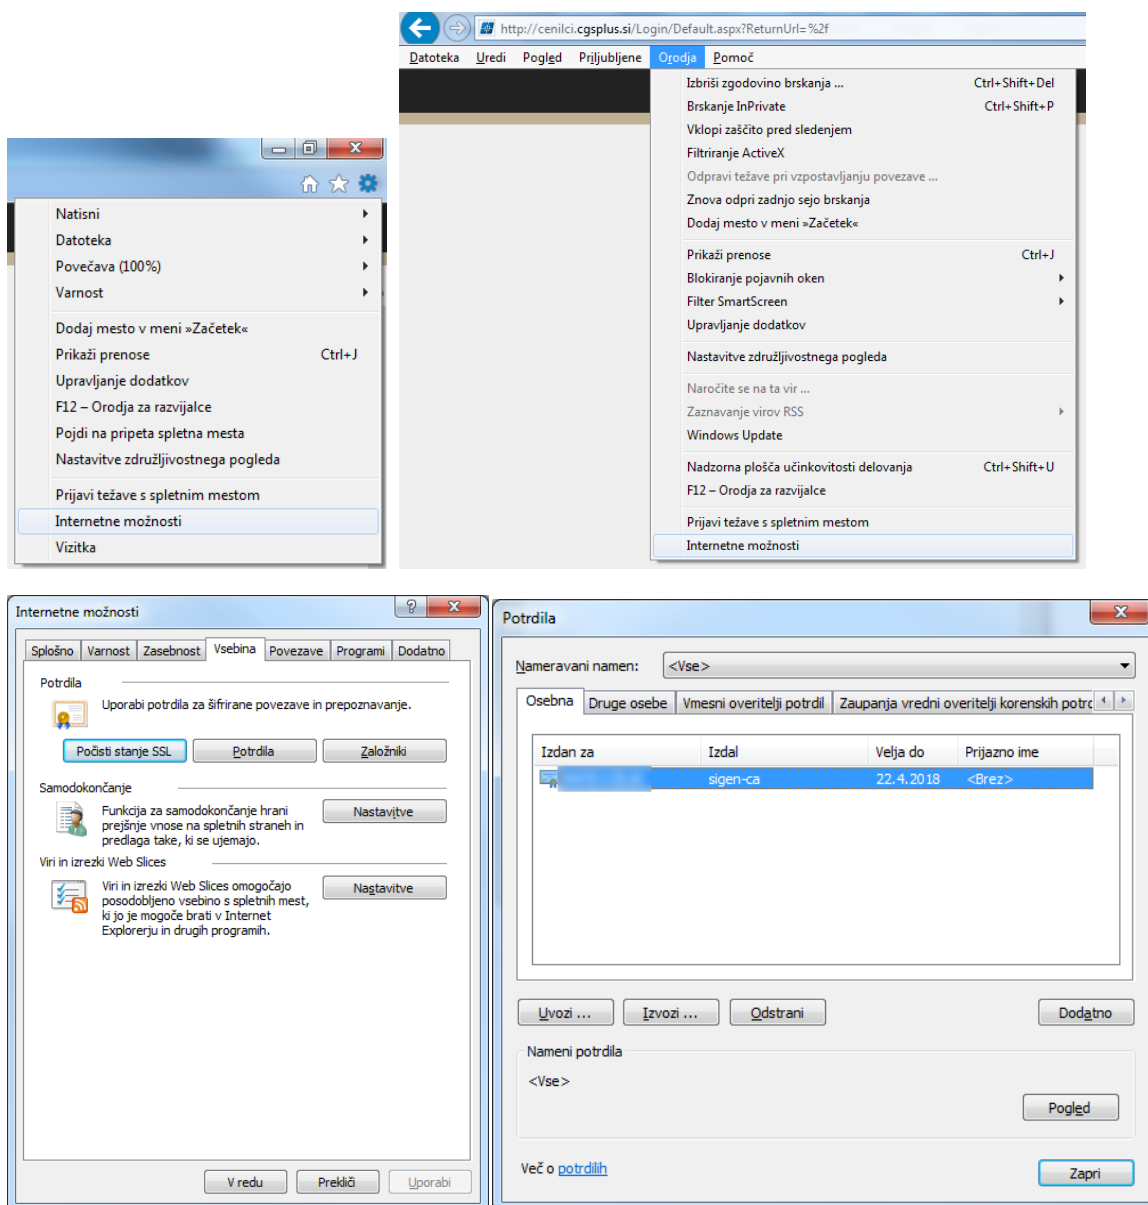 http://cenilci.cgsplus.si/Login/Default.aspx?ReturnUrl=%2f
Datoteka Uredi Pogled Priljubljene Orodja Pomoč
Izbriši zgodovino brskanja ... Ctrl+Shift+Del
Brskanje InPrivate Ctrl+Shift+P
Vklopi zaščito pred sledenjem
Filtriranje ActiveX
Odpravi težave pri vzpostavljanju povezave ...
Znova odpri zadnjo sejo brskanja
Dodaj mesto v meni »Začetek«
Prikaži prenose Ctrl+J
Blokiranje pojavnih oken
Filter SmartScreen
Upravljanje dodatkov
Nastavitve združljivostnega pogleda
Naročite se na ta vir ...
Zaznavanje virov RSS
Windows Update
Nadzorna plošča učinkovitosti delovanja Ctrl+Shift+U
F12 – Orodja za razvijalce
Prijavi težave s spletnim mestom
Internetne možnosti
Natisni
Datoteka
Povečava (100%)
Varnost
Dodaj mesto v meni »Začetek«
Prikaži prenose Ctrl+J
Upravljanje dodatkov
F12 – Orodja za razvijalce
Pojdi na pripeta spletna mesta
Nastavitve združljivostnega pogleda
Prijavi težave s spletnim mestom
Internetne možnosti
Vizitka
Internetne možnosti
Splošno Varnost Zasebnost Vsebina Povezave Programi Dodatno
Potrdila
Uporabi potrdila za šifrirane povezave in prepoznavanje.
Počisti stanje SSL Potrdila Založniki
Samodokončanje
Funkcija za samodokončanje hrani
prejšnje vnose na spletnih straneh in
predlaga take, ki se ujemajo.
Nastavitve
Viri in izrezki Web Slices
Viri in izrezki Web Slices omogočajo
posodobljeno vsebino s spletnih mest,
ki jo je mogoče brati v Internet
Explorerju in drugih programih.
Nastavitve
V redu Prekliči Uporabi
Potrdila
Nameravani namen: <Vse>
Osebna Druge osebe Vmesni overitelji potrdil Zaupanja vredni overitelji korenskih potrc
Izdan za Izdal Velja do Prijazno ime
sigen-ca 22.4.2018 <Brez>
Uvozi ... Izvozi ... Odstrani Dodatno
Nameni potrdila
<Vse>
Pogled
Več o potrdilih
Zapri